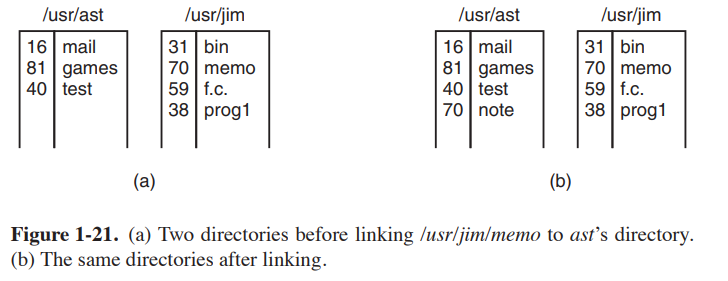 /usr/ast /usr/jim /usr/ast /usr/jim
16 mail 31 bin 16 mail 31 bin
81 games 70 memo 81 games 70 memo
40 test 59 f.c. 40 test 59 f.c.
38 prog1 70 note 38 prog1
(a) (b)
Figure 1-21. (a) Two directories before linking /usr/jim/memo to ast’s directory.
(b) The same directories after linking.